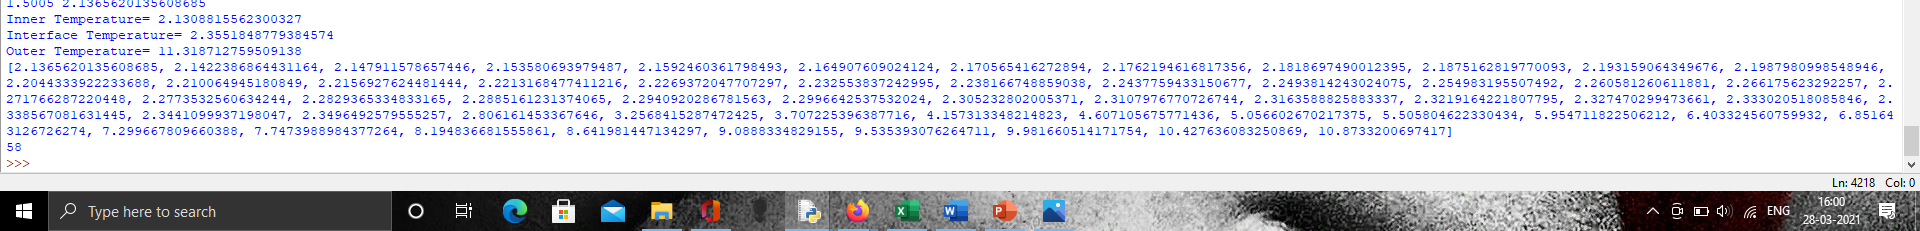 1.5005 2.1365620135608685
Inner Temperature= 2.1308815562300327
Interface Temperature= 2.3551848779384574
Outer Temperature= 11.318712759509138
[2.1365620135608685, 2.1422386864431164, 2.147911578657446, 2.153580693979487, 2.1592460361798493, 2.164907609024124, 2.170565416272894, 2.1762194616817356, 2.1818697490012395, 2.1875162819770093, 2.193159064349676, 2.1987980998548946,
2.2044333922233688, 2.210064945180849, 2.2156927624481444, 2.2213168477411216, 2.2269372047707297, 2.232553837242995, 2.238166748859038, 2.2437759433150677, 2.2493814243024075, 2.254983195507492, 2.260581260611881, 2.266175623292257, 2.
271766287220448, 2.2773532560634244, 2.2829365334833165, 2.2885161231374065, 2.2940920286781563, 2.2996642537532024, 2.305232802005371, 2.3107976770726744, 2.3163588825883337, 2.3219164221807795, 2.327470299473661, 2.333020518085846, 2.
338567081631445, 2.3441099937198047, 2.3496492579555257, 2.806161453367646, 3.2568415287472425, 3.707225396387716, 4.157313348214823, 4.607105675771436, 5.056602670217375, 5.505804622330434, 5.954711822506212, 6.403324560759932, 6.85164
3126726274, 7.299667809660388, 7.7473988984377264, 8.194836681555861, 8.641981447134297, 9.0888334829155, 9.535393076264711, 9.981660514171754, 10.427636083250869, 10.8733200697417]
58
>>>
Ln: 4218 Col: 0
Type here to search
ENG
16:00
28-03-2021